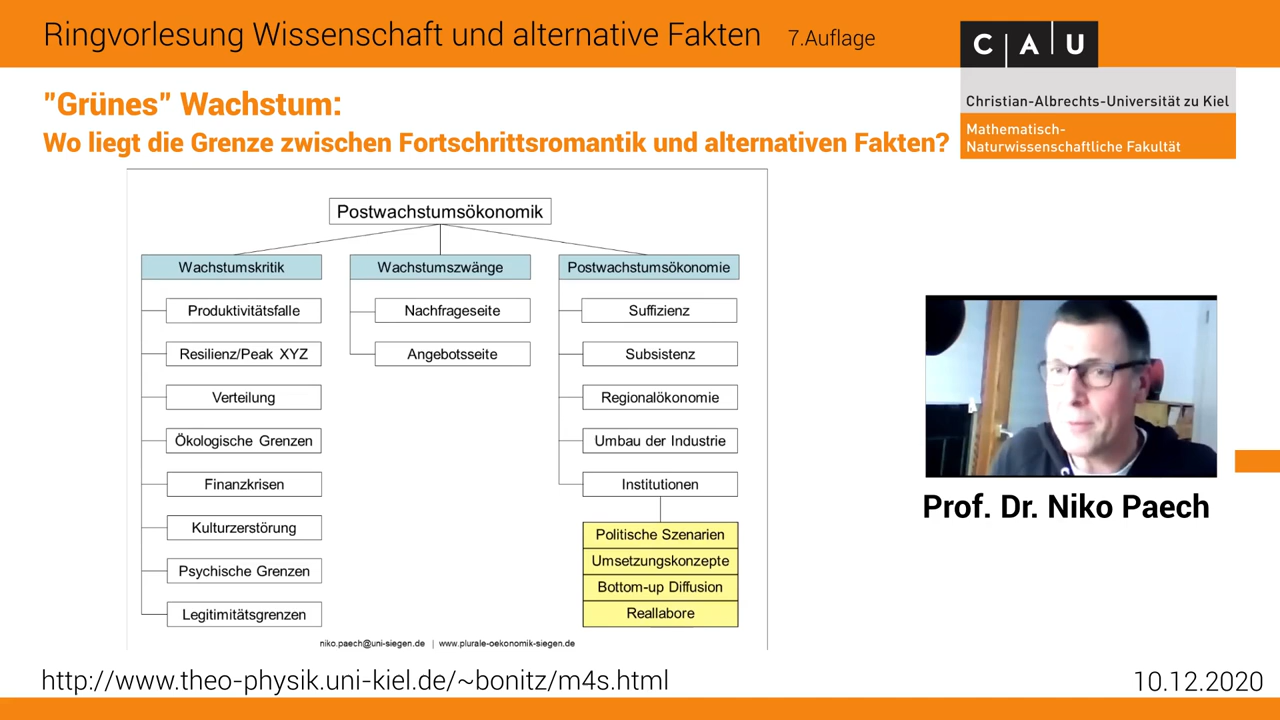 Ringvorlesung Wissenschaft und alternative Fakten 7.Auflage
CAU
Christian-Albrechts-Universität zu Kiel
Mathematisch-
Naturwissenschaftliche Fakultät
"Grünes" Wachstum:
Wo liegt die Grenze zwischen Fortschrittsromantik und alternativen Fakten?
Postwachstumsökonomik
Wachstumskritik
Produktivitätsfalle
Resilienz/Peak XYZ
Verteilung
Ökologische Grenzen
Finanzkrisen
Kulturzerstörung
Psychische Grenzen
Legitimitätsgrenzen
Wachstumszwänge
Nachfrageseite
Angebotsseite
Postwachstumsökonomie
Suffizienz
Subsistenz
Regionalökonomie
Umbau der Industrie
Institutionen
Politische Szenarien
Umsetzungskonzepte
Bottom-up Diffusion
Reallabore
niko.paech@uni-siegen.de | www.plurale-oekonomik-siegen.de
Prof. Dr. Niko Paech
http://www.theo-physik.uni-kiel.de/~bonitz/m4s.html
10.12.2020